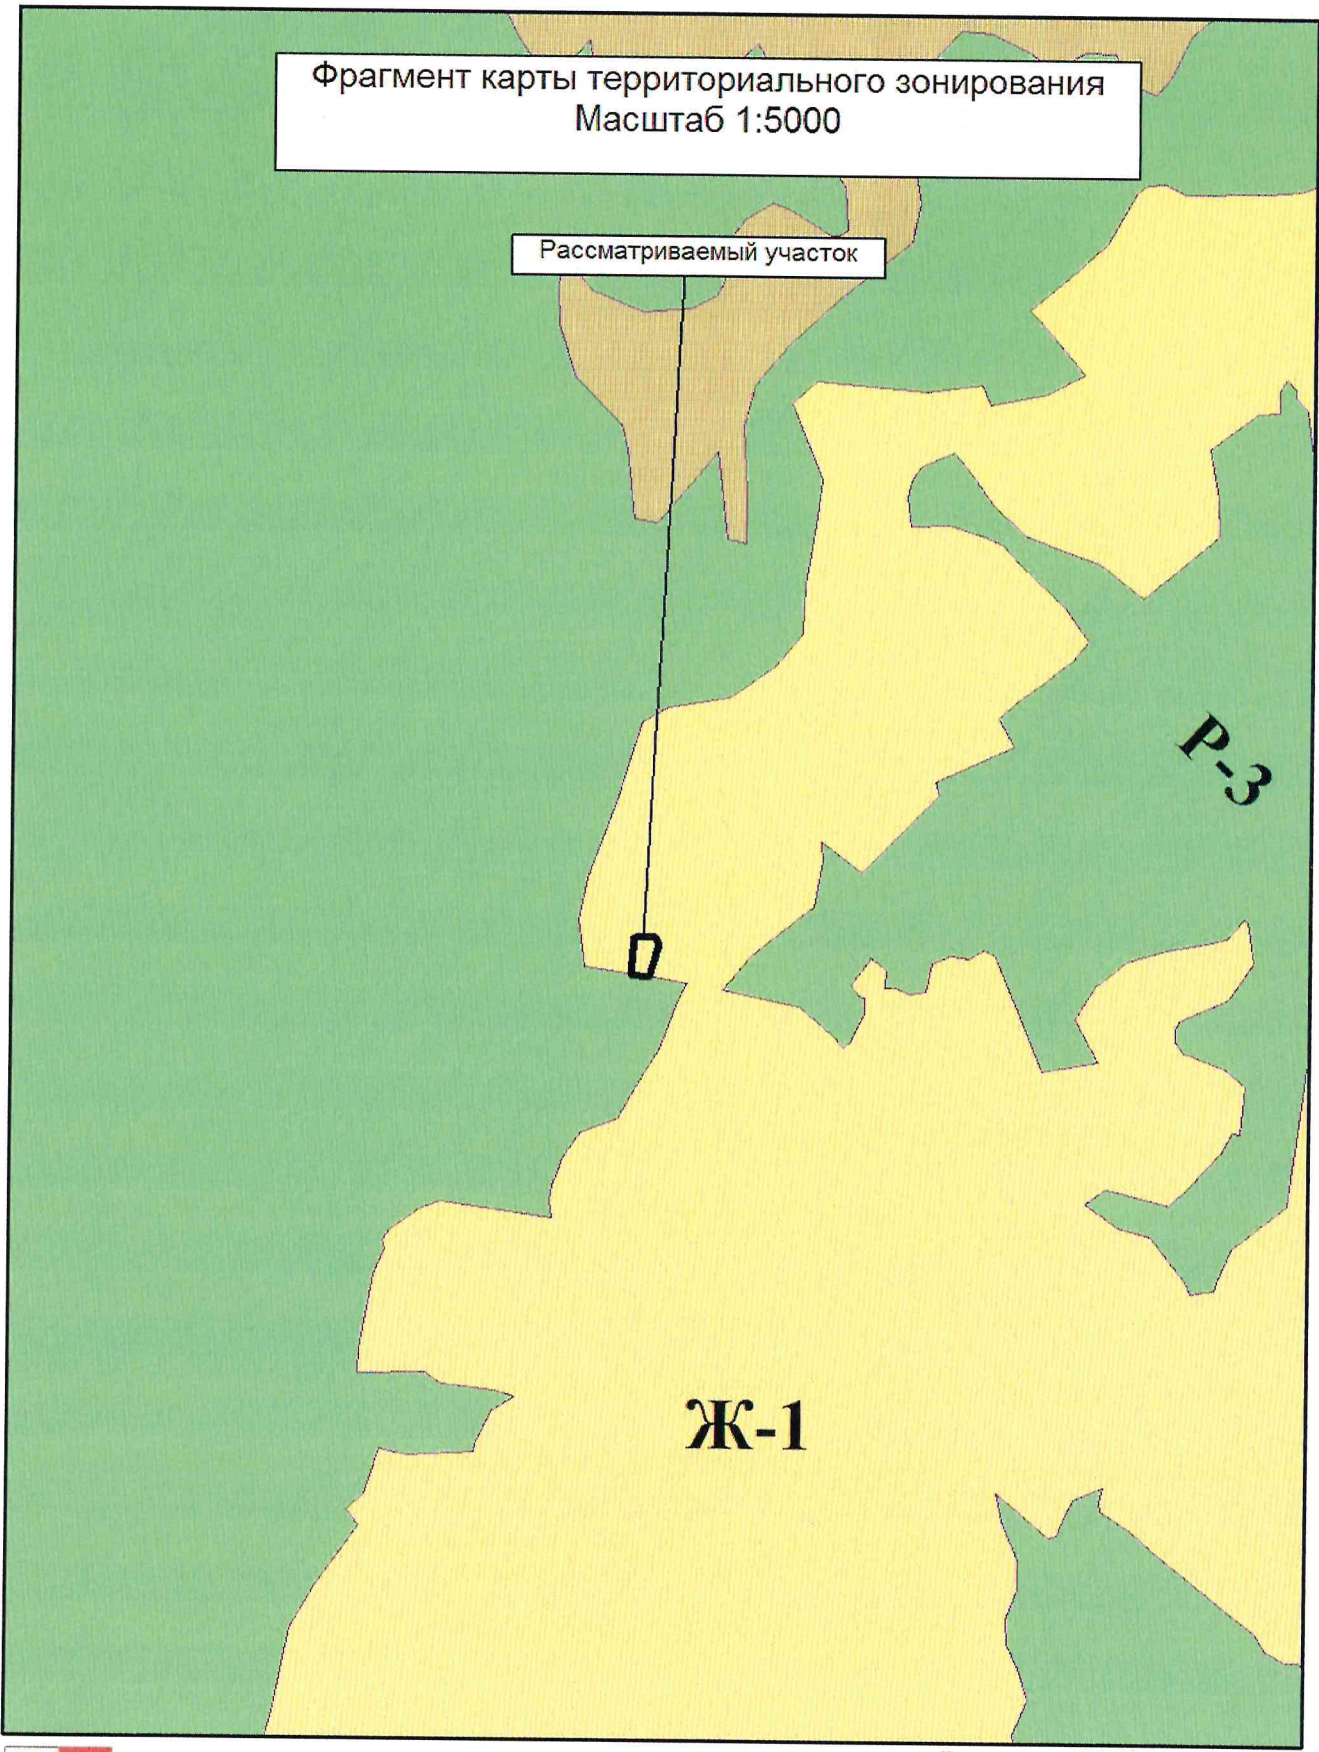 Фрагмент карты территориального зонирования
Масштаб 1:5000
Рассматриваемый участок
Р-3
Ж-1